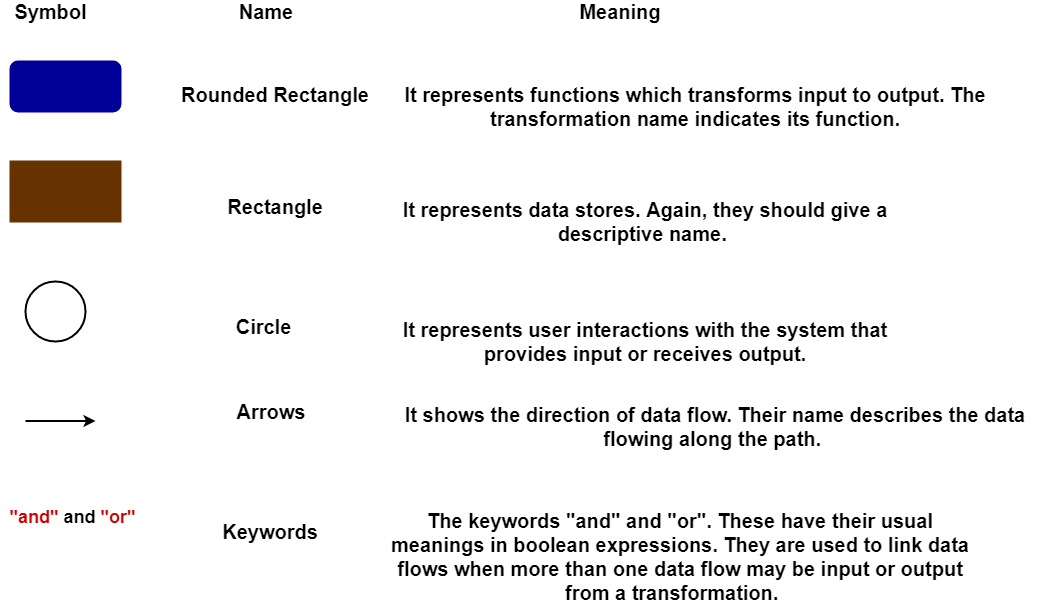 Symbol Name Meaning
Rounded Rectangle It represents functions which transforms input to output. The
transformation name indicates its function.
Rectangle It represents data stores. Again, they should give a
descriptive name.
Circle It represents user interactions with the system that
provides input or receives output.
Arrows It shows the direction of data flow. Their name describes the data
flowing along the path.
"and" and "or" Keywords The keywords "and" and "or". These have their usual
meanings in boolean expressions. They are used to link data
flows when more than one data flow may be input or output
from a transformation.